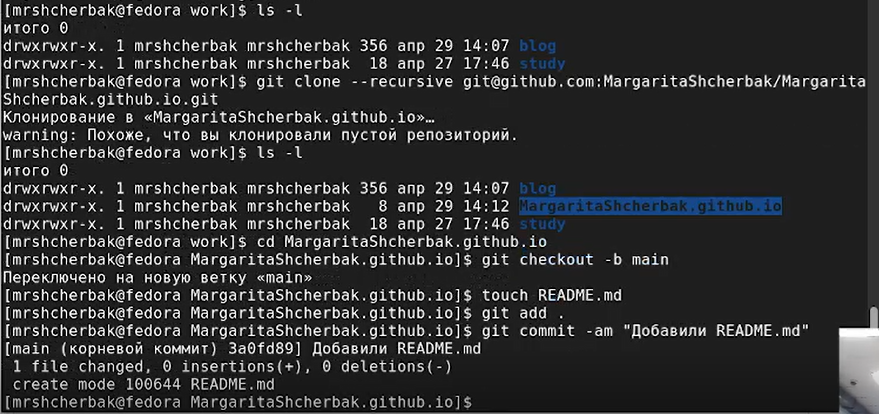 [mrshcherbak@fedora work]$ ls -l
итого 0
drwxrwxr-x. 1 mrshcherbak mrshcherbak 356 апр 29 14:07 blog
drwxrwxr-x. 1 mrshcherbak mrshcherbak  18 апр 27 17:46 study
[mrshcherbak@fedora work]$ git clone --recursive git@github.com:MargaritaShcherbak/Margarita
Shcherbak.github.io.git
Клонирование в «MargaritaShcherbak.github.io»…
warning: Похоже, что вы клонировали пустой репозиторий.
[mrshcherbak@fedora work]$ ls -l
итого 0
drwxrwxr-x. 1 mrshcherbak mrshcherbak 356 апр 29 14:07 blog
drwxrwxr-x. 1 mrshcherbak mrshcherbak   8 апр 29 14:12 MargaritaShcherbak.github.io
drwxrwxr-x. 1 mrshcherbak mrshcherbak  18 апр 27 17:46 study
[mrshcherbak@fedora work]$ cd MargaritaShcherbak.github.io
[mrshcherbak@fedora MargaritaShcherbak.github.io]$ git checkout -b main
Переключено на новую ветку «main»
[mrshcherbak@fedora MargaritaShcherbak.github.io]$ touch README.md
[mrshcherbak@fedora MargaritaShcherbak.github.io]$ git add .
[mrshcherbak@fedora MargaritaShcherbak.github.io]$ git commit -am "Добавили README.md"
[main (корневой коммит) 3a0fd89] Добавили README.md
 1 file changed, 0 insertions(+), 0 deletions(-)
 create mode 100644 README.md
[mrshcherbak@fedora MargaritaShcherbak.github.io]$